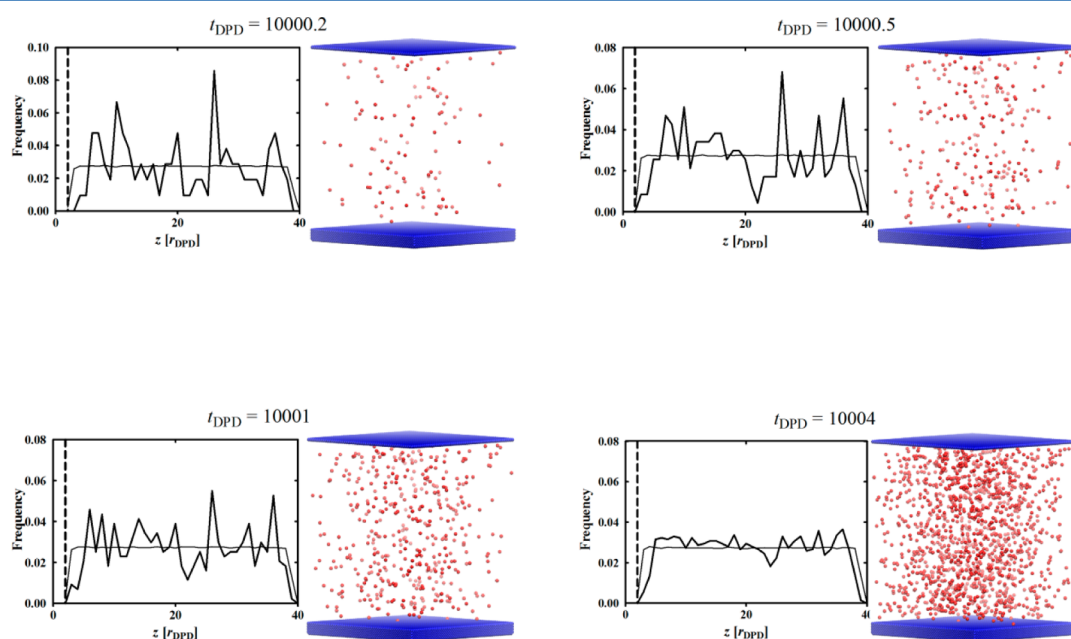 t_DPD = 10000.2
0.10
0.08
0.06
0.04
0.02
0.00
Frequency
0 20 40
z [r_DPD]
t_DPD = 10000.5
0.08
0.06
0.04
0.02
0.00
Frequency
0 20 40
z [r_DPD]
t_DPD = 10001
0.08
0.06
0.04
0.02
0.00
Frequency
0 20 40
z [r_DPD]
t_DPD = 10004
0.08
0.06
0.04
0.02
0.00
Frequency
0 20 40
z [r_DPD]